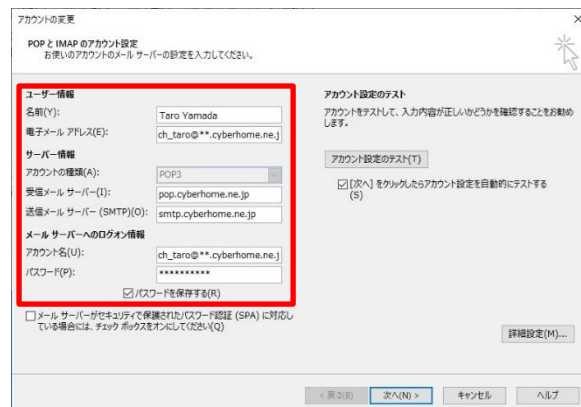 アカウントの変更
POP と IMAP のアカウント設定
お使いのアカウントのメール サーバーの設定を入力してください。
ユーザー情報
名前(Y): Taro Yamada
電子メール アドレス(E): ch_taro@**.cyberhome.ne.j
サーバー情報
アカウントの種類(A): POP3
受信メール サーバー(I): pop.cyberhome.ne.jp
送信メール サーバー (SMTP)(O): smtp.cyberhome.ne.jp
メール サーバーへのログオン情報
アカウント名(U): ch_taro@**.cyberhome.ne.j
パスワード(P): **********
パスワードを保存する(R)
メール サーバーがセキュリティで保護されたパスワード認証 (SPA) に対応し
ている場合には、チェック ボックスをオンにしてください(Q)
アカウント設定のテスト
アカウントをテストして、入力内容が正しいかどうかを確認することをお勧め
します。
アカウント設定のテスト(T)
[次へ] をクリックしたらアカウント設定を自動的にテストする
(S)
詳細設定(M)...
< 戻る(B) 次へ(N) > キャンセル ヘルプ